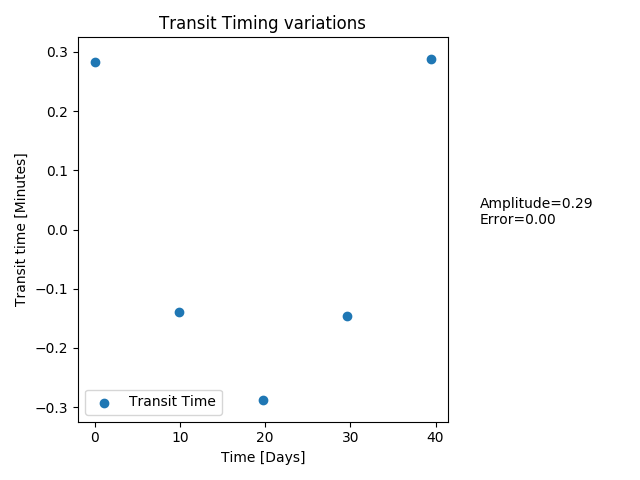 Transit Timing variations
Transit time [Minutes]
0.3
0.2
0.1
0.0
−0.1
−0.2
−0.3
Transit Time
0
10
20
30
40
Time [Days]
Amplitude=0.29
Error=0.00